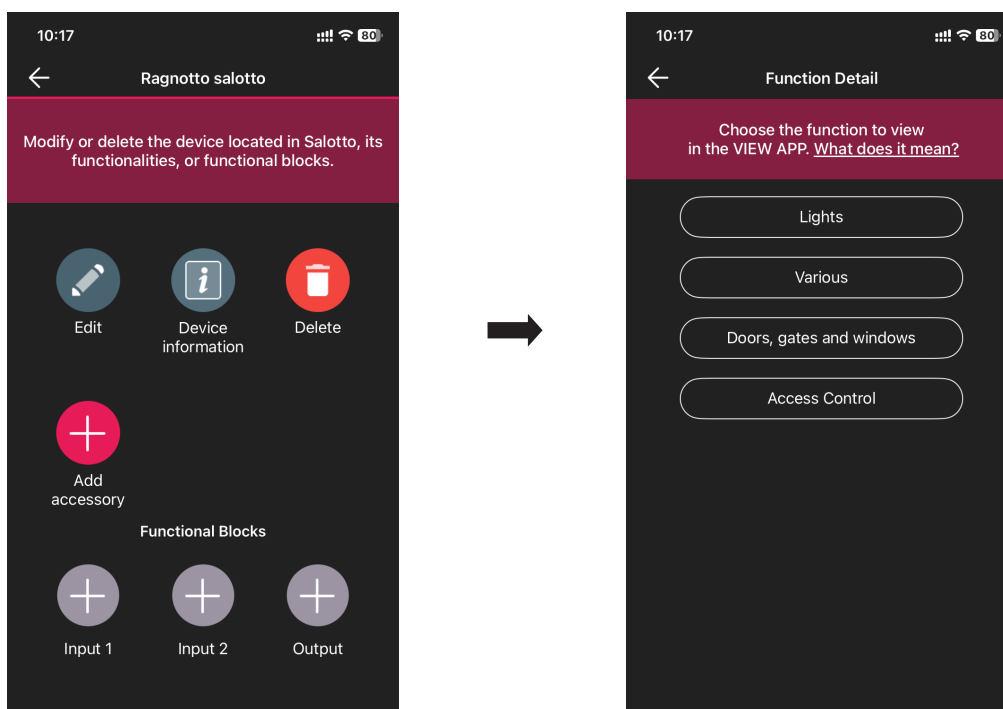 10:17
80
Ragnotto salotto
Modify or delete the device located in Salotto, its
functionalities, or functional blocks.
Edit
Device
information
Delete
Add
accessory
Functional Blocks
Input 1
Input 2
Output
10:17
80
Function Detail
Choose the function to view
in the VIEW APP. What does it mean?
Lights
Various
Doors, gates and windows
Access Control